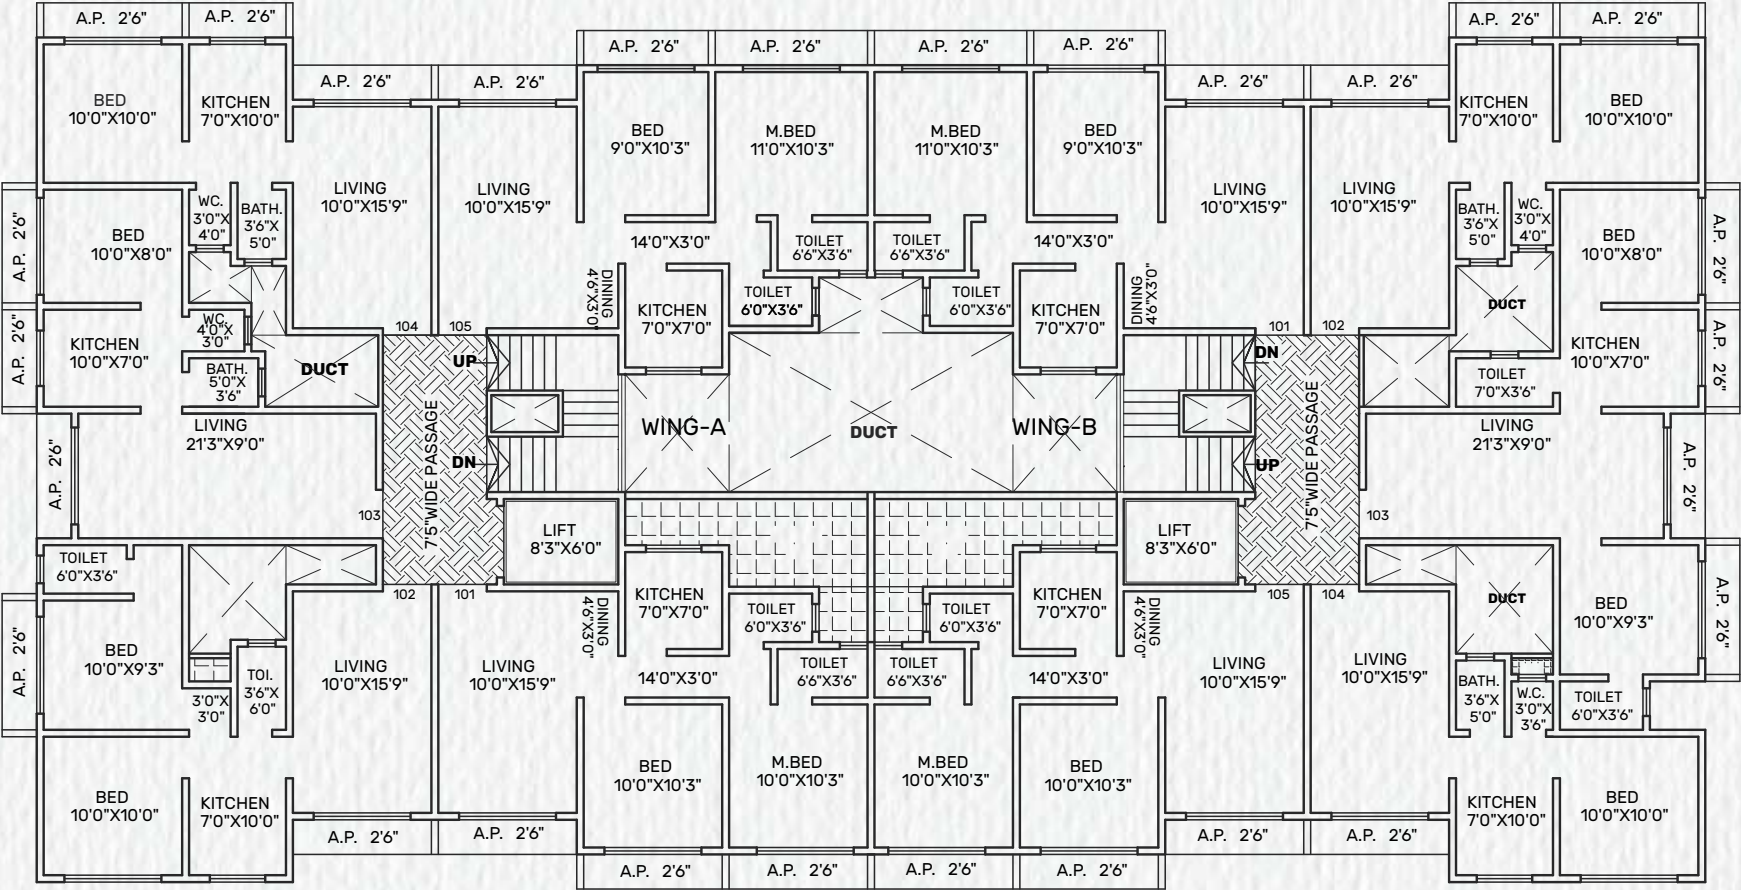 A.P. 2'6"
A.P. 2'6"
A.P. 2'6"
A.P. 2'6"
A.P. 2'6"
A.P. 2'6"
A.P. 2'6"
A.P. 2'6"
A.P. 2'6"
A.P. 2'6"
A.P. 2'6"
A.P. 2'6"
BED
10'0"X10'0"
KITCHEN
7'0"X10'0"
LIVING
10'0"X15'9"
LIVING
10'0"X15'9"
BED
9'0"X10'3"
M.BED
11'0"X10'3"
M.BED
11'0"X10'3"
BED
9'0"X10'3"
LIVING
10'0"X15'9"
LIVING
10'0"X15'9"
KITCHEN
7'0"X10'0"
BED
10'0"X10'0"
A.P. 2'6"
BED
10'0"X8'0"
WC.
3'0"X
4'0"
BATH.
3'6"X
5'0"
14'0"X3'0"
TOILET
6'6"X3'6"
TOILET
6'6"X3'6"
14'0"X3'0"
BATH.
3'6"X
5'0"
WC.
3'0"X
4'0"
BED
10'0"X8'0"
A.P. 2'6"
DINING
4'6"X3'0"
KITCHEN
7'0"X7'0"
TOILET
6'0"X3'6"
TOILET
6'0"X3'6"
KITCHEN
7'0"X7'0"
DINING
4'6"X3'0"
DUCT
A.P. 2'6"
KITCHEN
10'0"X7'0"
WC.
4'0"X
3'0"
BATH.
5'0"X
3'6"
DUCT
104
105
101
102
KITCHEN
10'0"X7'0"
TOILET
7'0"X3'6"
A.P. 2'6"
UP
DN
LIVING
21'3"X9'0"
7'5"WIDE PASSAGE
WING-A
DUCT
WING-B
7'5"WIDE PASSAGE
LIVING
21'3"X9'0"
A.P. 2'6"
DN
UP
A.P. 2'6"
103
LIFT
8'3"X6'0"
LIFT
8'3"X6'0"
103
TOILET
6'0"X3'6"
102
101
105
104
DINING
4'6"X3'0"
KITCHEN
7'0"X7'0"
TOILET
6'0"X3'6"
TOILET
6'0"X3'6"
KITCHEN
7'0"X7'0"
DINING
4'6"X3'0"
DUCT
BED
10'0"X9'3"
A.P. 2'6"
A.P. 2'6"
BED
10'0"X9'3"
3'0"X
3'0"
TOI.
3'6"X
6'0"
LIVING
10'0"X15'9"
LIVING
10'0"X15'9"
14'0"X3'0"
TOILET
6'6"X3'6"
TOILET
6'6"X3'6"
14'0"X3'0"
LIVING
10'0"X15'9"
LIVING
10'0"X15'9"
BATH.
3'6"X
5'0"
W.C.
3'0"X
3'6"
TOILET
6'0"X3'6"
BED
10'0"X10'0"
KITCHEN
7'0"X10'0"
BED
10'0"X10'3"
M.BED
10'0"X10'3"
M.BED
10'0"X10'3"
BED
10'0"X10'3"
KITCHEN
7'0"X10'0"
BED
10'0"X10'0"
A.P. 2'6"
A.P. 2'6"
A.P. 2'6"
A.P. 2'6"
A.P. 2'6"
A.P. 2'6"
A.P. 2'6"
A.P. 2'6"